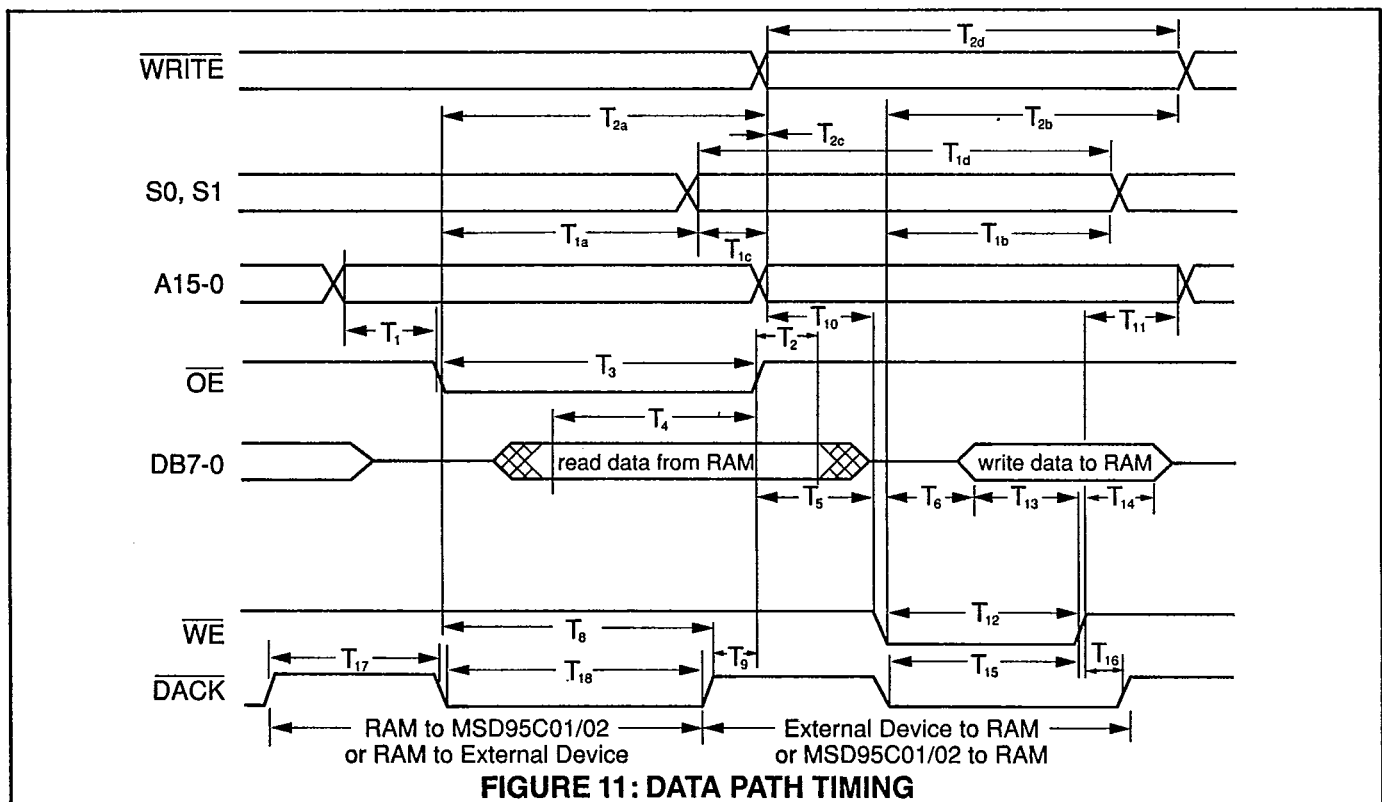 T2d
WRITE
T2a
T2b
T2c
T1d
S0, S1
T1a
T1c
T1b
A15-0
T1
T10
T11
T2
T3
OE
T4
DB7-0
read data from RAM
write data to RAM
T5
T6
T13
T14
T12
WE
T8
T9
T15
T16
T17
T18
DACK
RAM to MSD95C01/02
or RAM to External Device
External Device to RAM
or MSD95C01/02 to RAM
FIGURE 11: DATA PATH TIMING